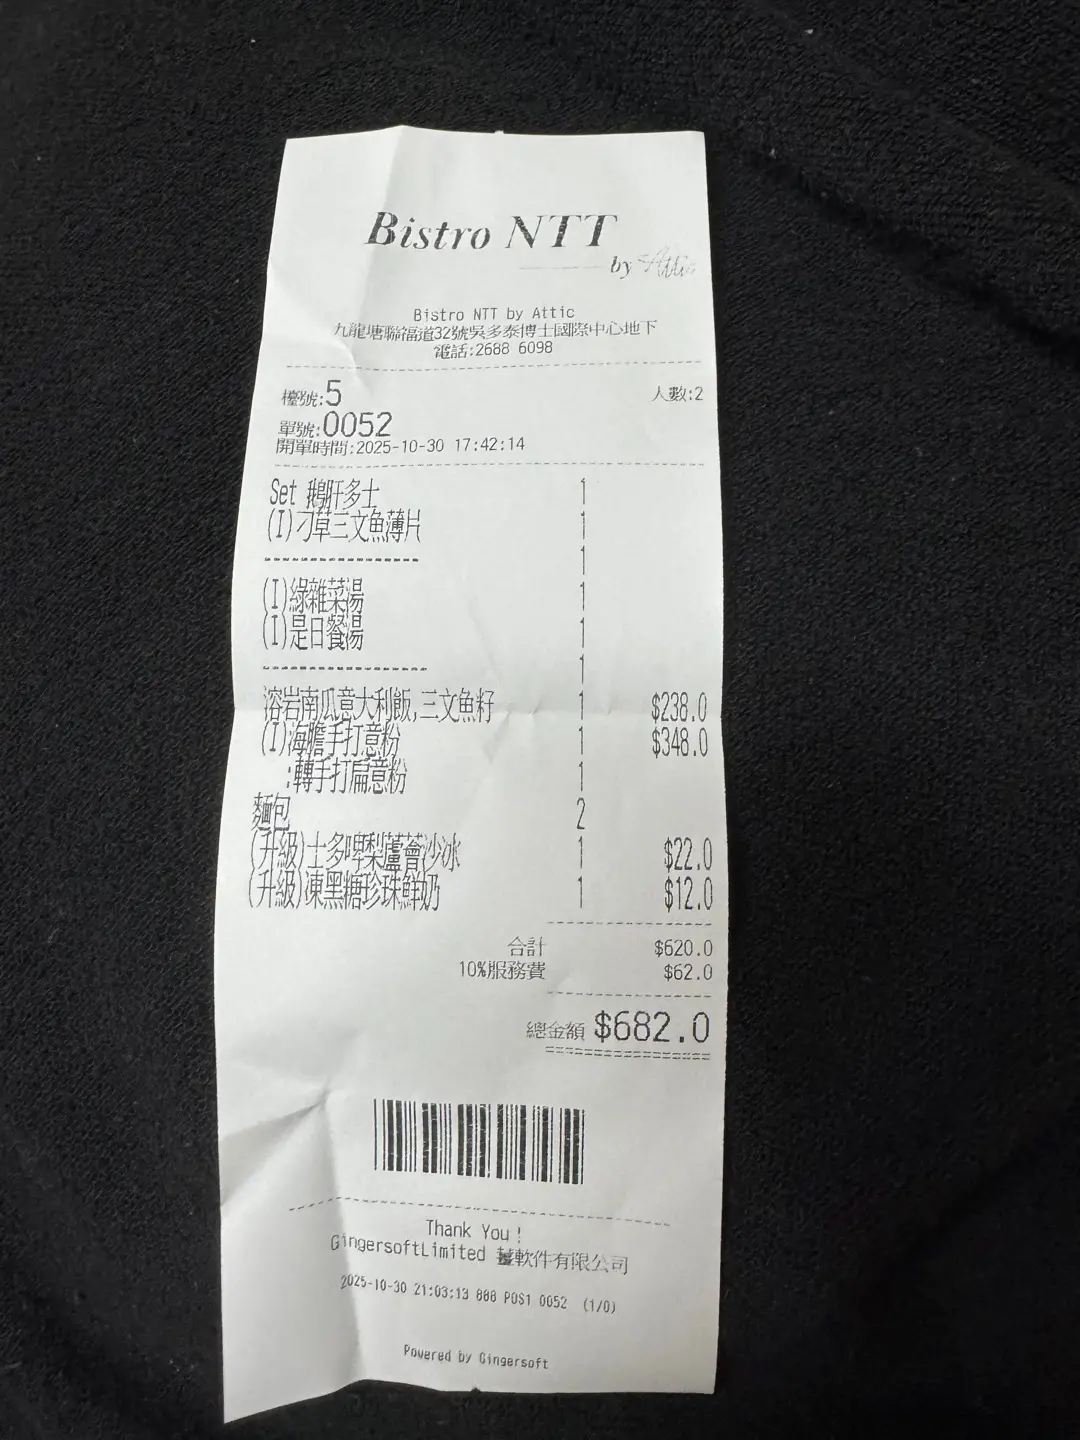 Bistro NTT
by Attic
Bistro NTT by Attic
九龍塘聯福道32號吳多泰博士國際中心地下
電話:2688 6098
檯號:5 人數:2
單號:0052
開單時間:2025-10-30 17:42:14
Set 鵝肝多士 1
(I)刁草三文魚薄片 1
------------------ 1
(I)綠雜菜湯 1
(I)是日餐湯 1
------------------ 1
溶岩南瓜意大利飯,三文魚籽 1 $238.0
(I)海膽手打意粉 1 $348.0
:轉手打扁意粉 1
麵包 2
(升級)士多啤梨蘆薈沙冰 1 $22.0
(升級)凍黑糖珍珠鮮奶 1 $12.0
合計 $620.0
10%服務費 $62.0
總金額 $682.0
Thank You !
GingersoftLimited 薑軟件有限公司
2025-10-30 21:03:13 888 POS1 0052 (1/0)
Powered by Gingersoft